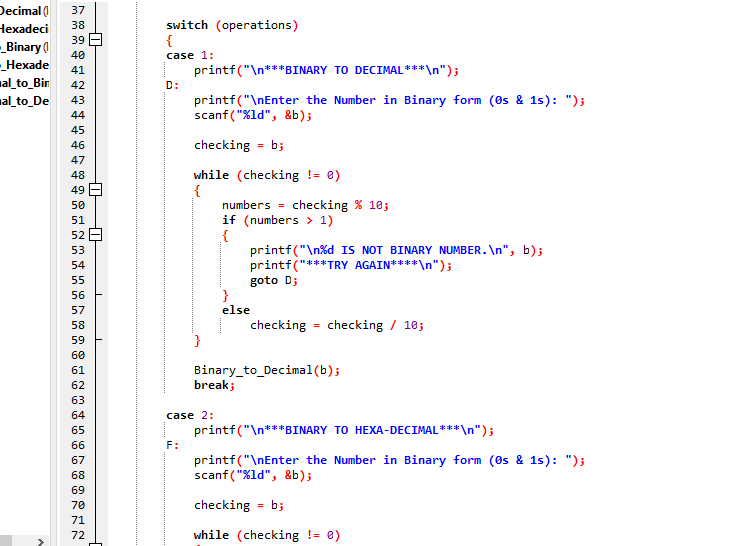 Decimal(
Hexadeci
_Binary(
_Hexade
al_to_Bin
al_to_De
37
38 switch (operations)
39 {
40 case 1:
41 printf("\n***BINARY TO DECIMAL***\n");
42 D:
43 printf("\nEnter the Number in Binary form (0s & 1s): ");
44 scanf("%ld", &b);
45
46 checking = b;
47
48 while (checking != 0)
49 {
50 numbers = checking % 10;
51 if (numbers > 1)
52 {
53 printf("\n%d IS NOT BINARY NUMBER.\n", b);
54 printf("***TRY AGAIN****\n");
55 goto D;
56 }
57 else
58 checking = checking / 10;
59 }
60
61 Binary_to_Decimal(b);
62 break;
63
64 case 2:
65 printf("\n***BINARY TO HEXA-DECIMAL***\n");
66 F:
67 printf("\nEnter the Number in Binary form (0s & 1s): ");
68 scanf("%ld", &b);
69
70 checking = b;
71
72 while (checking != 0)